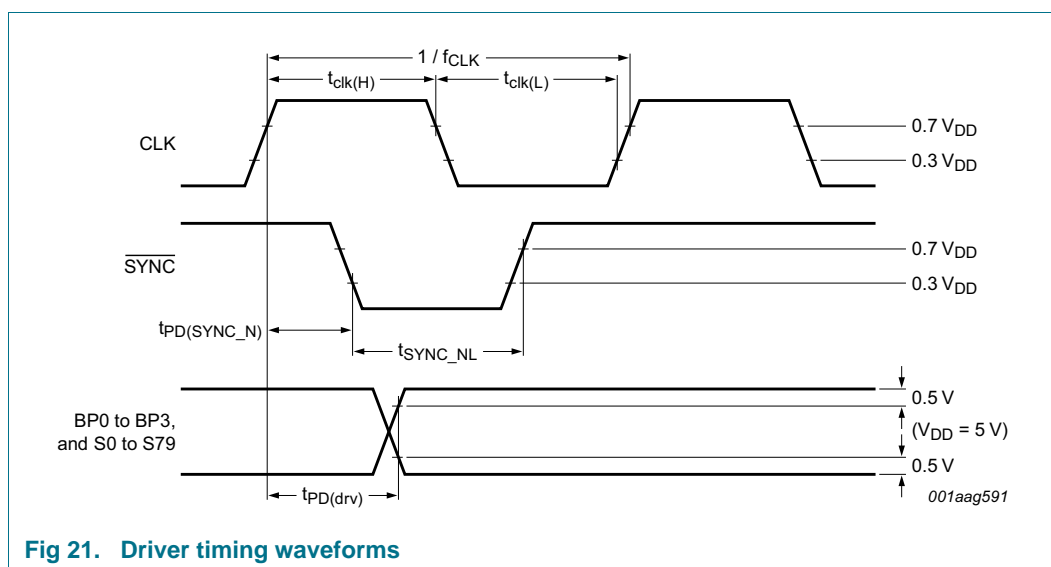 1 / fCLK
tclk(H)
tclk(L)
CLK
0.7 VDD
0.3 VDD
SYNC
0.7 VDD
0.3 VDD
tPD(SYNC_N)
tSYNC_NL
BP0 to BP3,
and S0 to S79
0.5 V
(VDD = 5 V)
0.5 V
tPD(drv)
001aag591
Fig 21. Driver timing waveforms